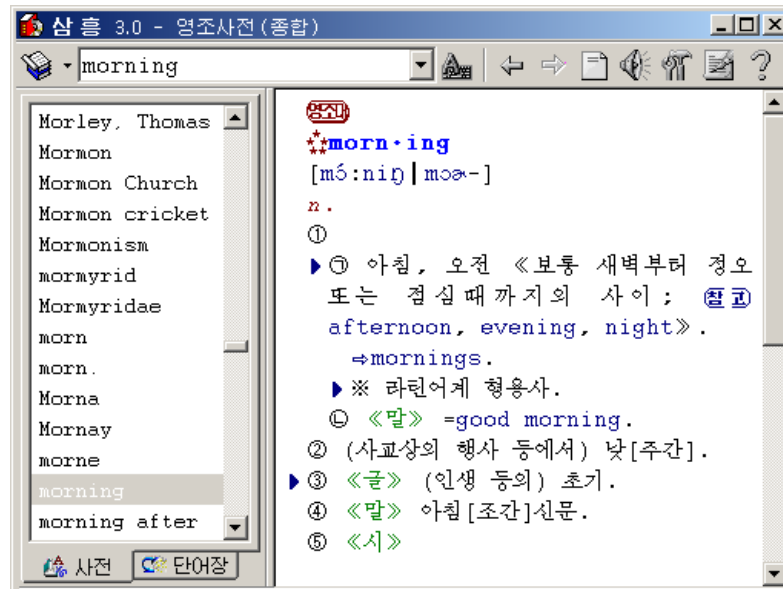 삼 흥 3.0 - 영조사전(종합)
morning
Morley, Thomas
Mormon
Mormon Church
Mormon cricket
Mormonism
mormyrid
Mormyridae
morn
morn.
Morna
Mornay
morne
morning
morning after
사전 단어장
영조
morn·ing
[mɔ́:niŋ|mɔɚ-]
n.
①
㉠ 아침, 오전 《보통 새벽부터 정오
또는 점심때까지의 사이; 참고
afternoon, evening, night》.
⇨mornings.
※ 라틴어계 형용사.
㉡ 《말》 =good morning.
② (사교상의 행사 등에서) 낮[주간].
③ 《글》 (인생 등의) 초기.
④ 《말》 아침[조간]신문.
⑤ 《시》